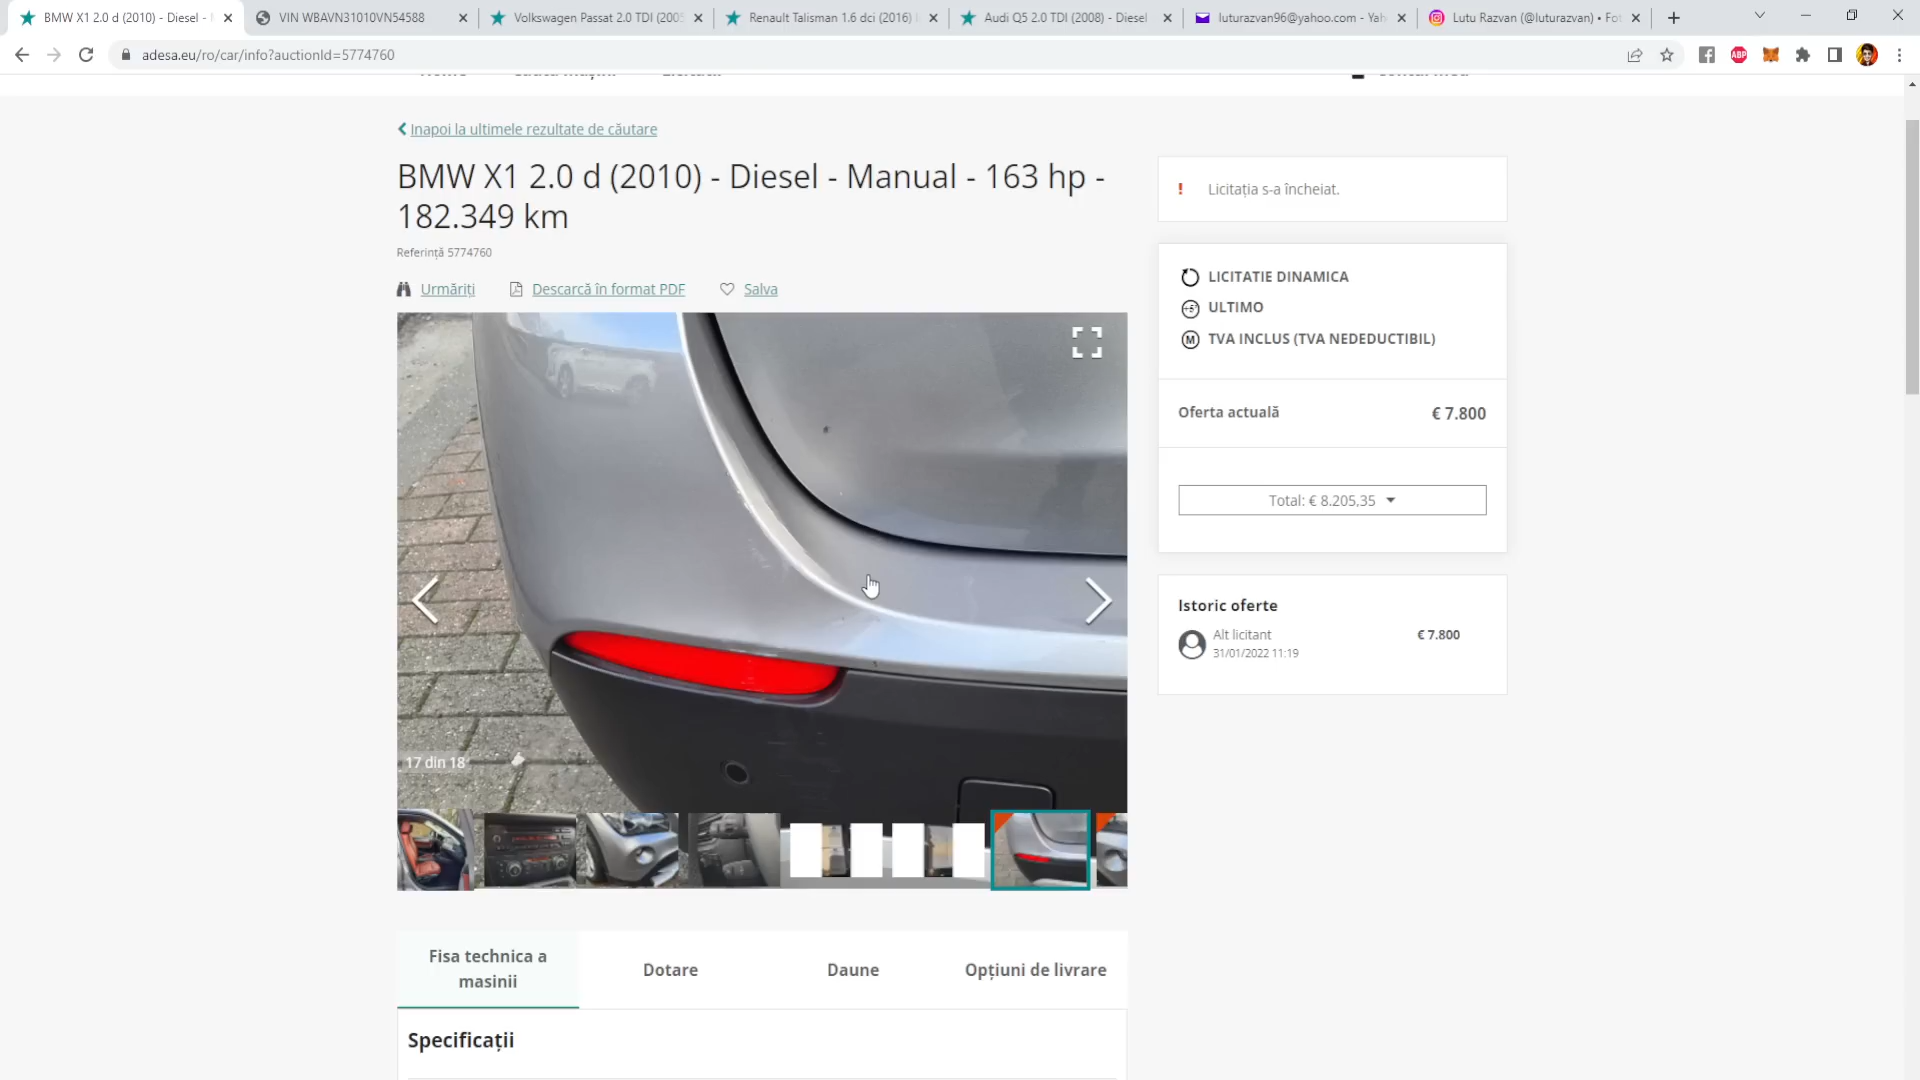 BMW X1 2.0 d (2010) - Diesel -
VIN WBAVN31010VN54588
Volkswagen Passat 2.0 TDI (2005
Renault Talisman 1.6 dci (2016)
Audi Q5 2.0 TDI (2008) - Diesel
luturazvan96@yahoo.com - Yah
Lutu Razvan (@luturazvan) • Fo
adesa.eu/ro/car/info?auctionId=5774760
ABP
Inapoi la ultimele rezultate de căutare
BMW X1 2.0 d (2010) - Diesel - Manual - 163 hp -
182.349 km
Referință 5774760
Urmăriți
Descarcă în format PDF
Salva
Licitația s-a încheiat.
LICITATIE DINAMICA
ULTIMO
M
TVA INCLUS (TVA NEDEDUCTIBIL)
Oferta actuală
€ 7.800
Total: € 8.205,35
Istoric oferte
Alt licitant
€ 7.800
31/01/2022 11:19
17 din 18
Fisa technica a
masinii
Dotare
Daune
Opțiuni de livrare
Specificații